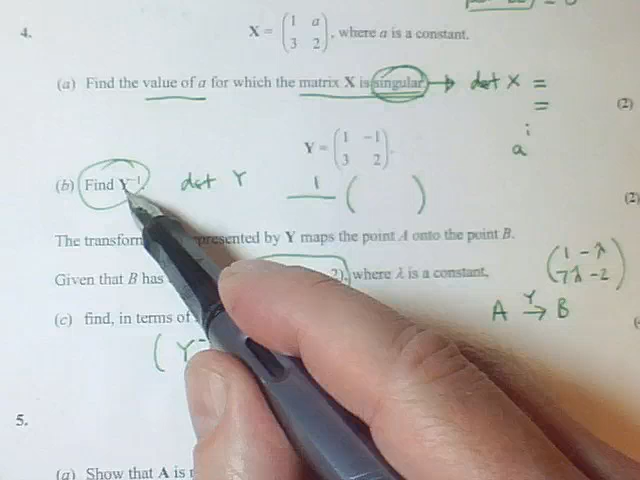 4.
X = ( 1 a 3 2 ), where a is a constant.
(a) Find the value of a for which the matrix X is singular → det X =
=
(2)
i
a
Y = ( 1 −1 3 2 ).
(b) Find Y⁻¹ det Y 1 ( )
(2)
The transform presented by Y maps the point A onto the point B.
Given that B has 2), where λ is a constant,
( 1 − λ 7λ − 2 )
A Y→ B
(c) find, in terms of
( Y⁻
5.
(a) Show that A is